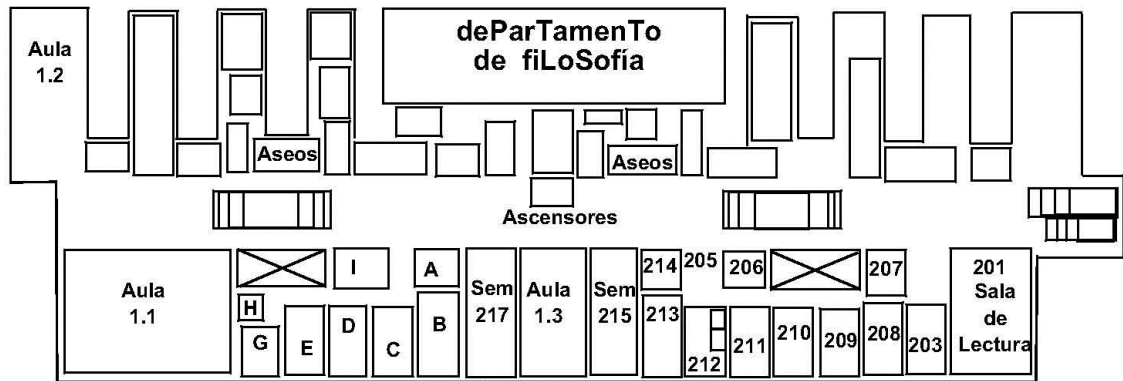 deParTamenTo
de fiLoSofía
Aula
1.2
Aseos
Aseos
Ascensores
Aula
1.1
I
A
H
G
E
D
C
B
Sem
217
Aula
1.3
Sem
215
214
205
206
207
213
212
211
210
209
208
203
201
Sala
de
Lectura